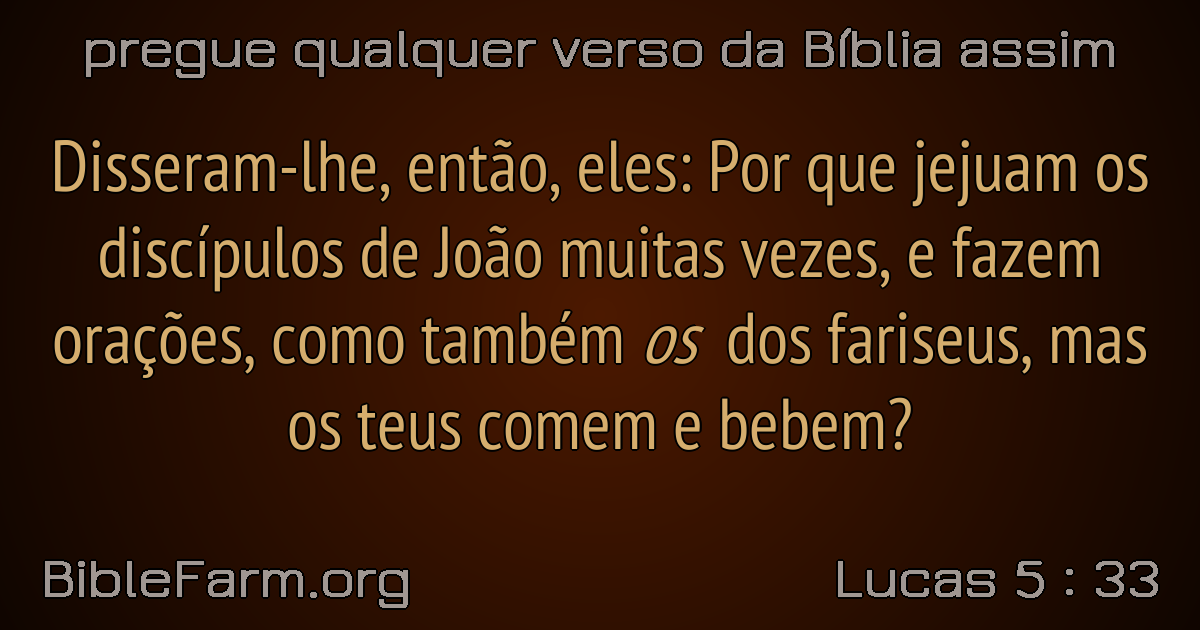 pregue qualquer verso da Bíblia assim
Disseram-lhe, então, eles: Por que jejuam os
discípulos de João muitas vezes, e fazem
orações, como também os dos fariseus, mas
os teus comem e bebem?
BibleFarm.org
Lucas 5 : 33